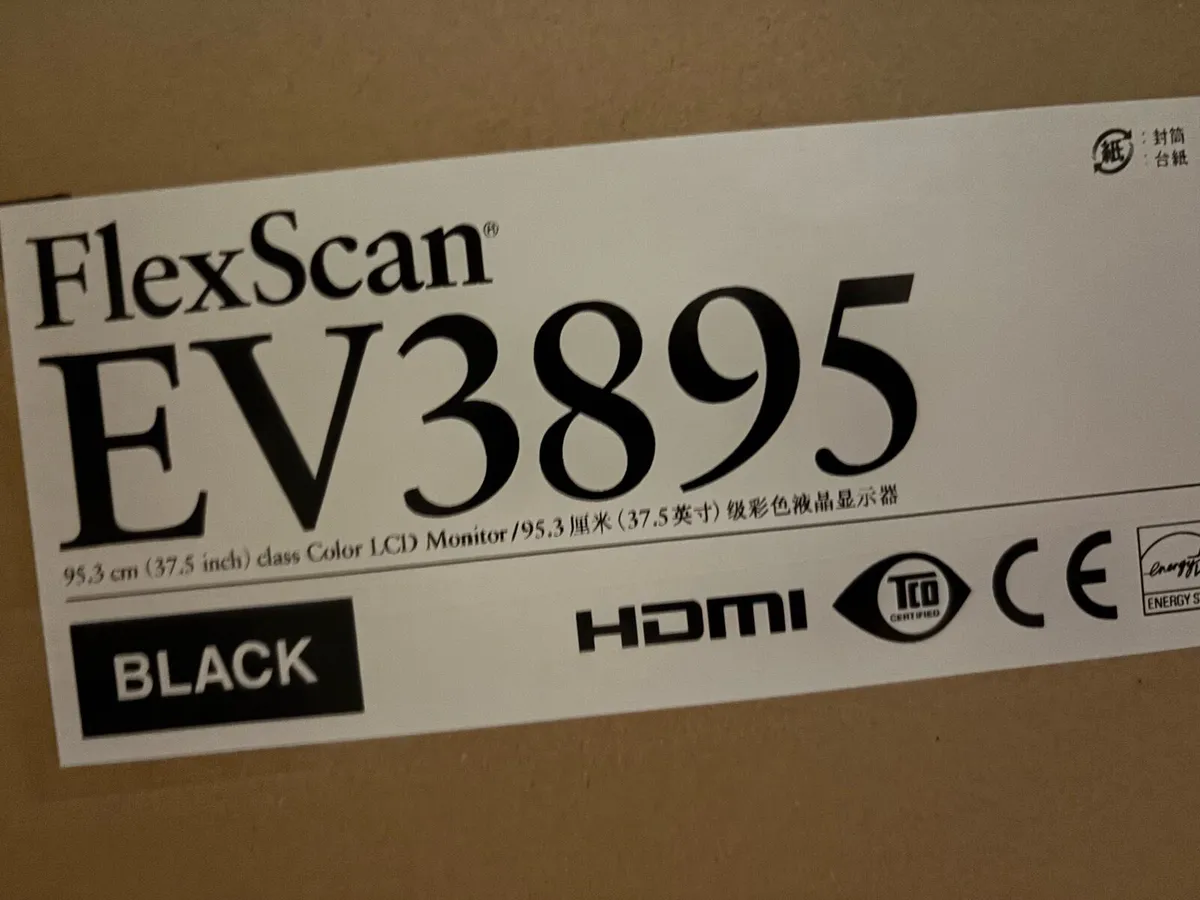 紙 : 封筒
: 台紙
FlexScan®
EV3895
95.3 cm (37.5 inch) class Color LCD Monitor/95.3 厘米 (37.5英寸) 级彩色液晶显示器
BLACK
HDMI
TCO
CERTIFIED
CE
energy
ENERGY S